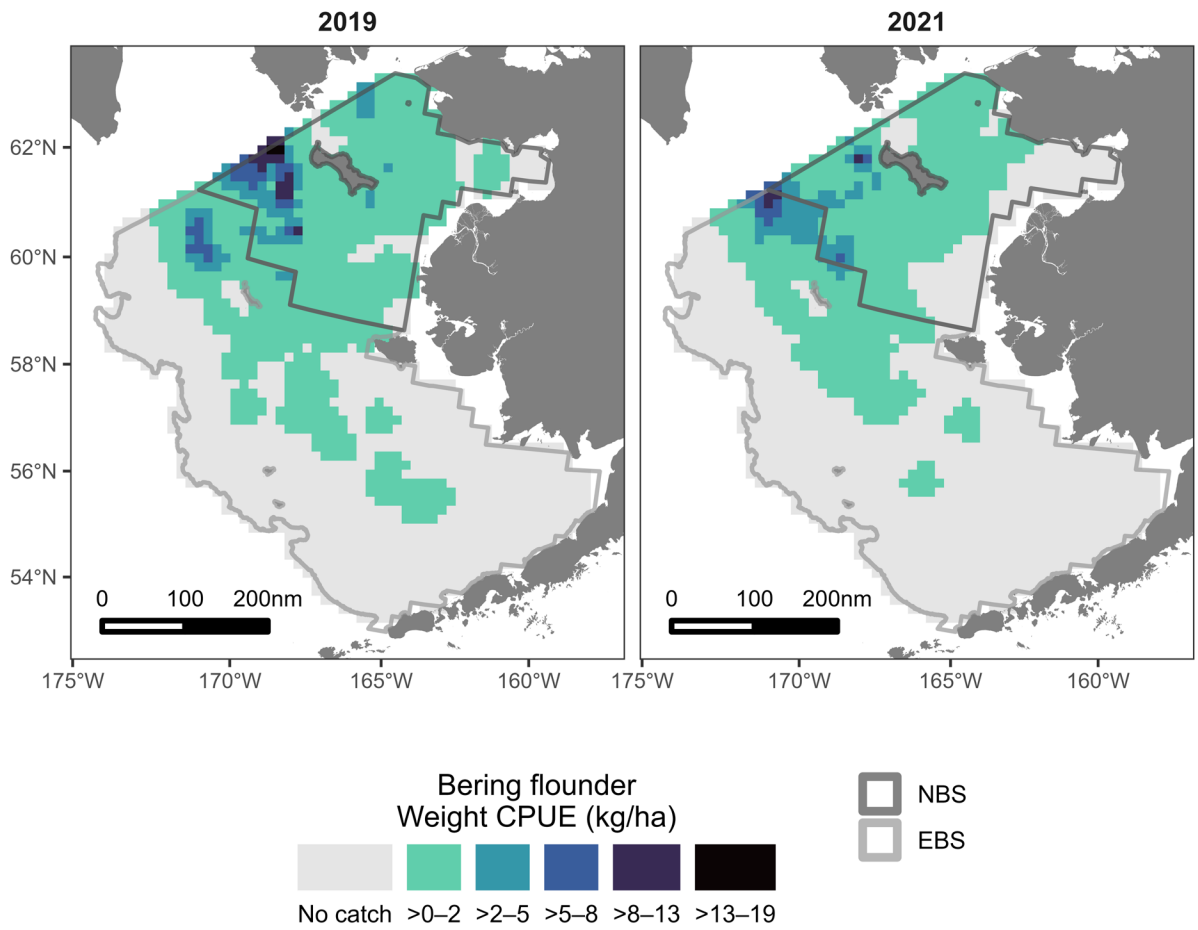 2019
2021
62°N
60°N
58°N
56°N
54°N
0 100 200nm
0 100 200nm
175°W 170°W 165°W 160°W
175°W 170°W 165°W 160°W
Bering flounder
Weight CPUE (kg/ha)
No catch >0–2 >2–5 >5–8 >8–13 >13–19
NBS
EBS